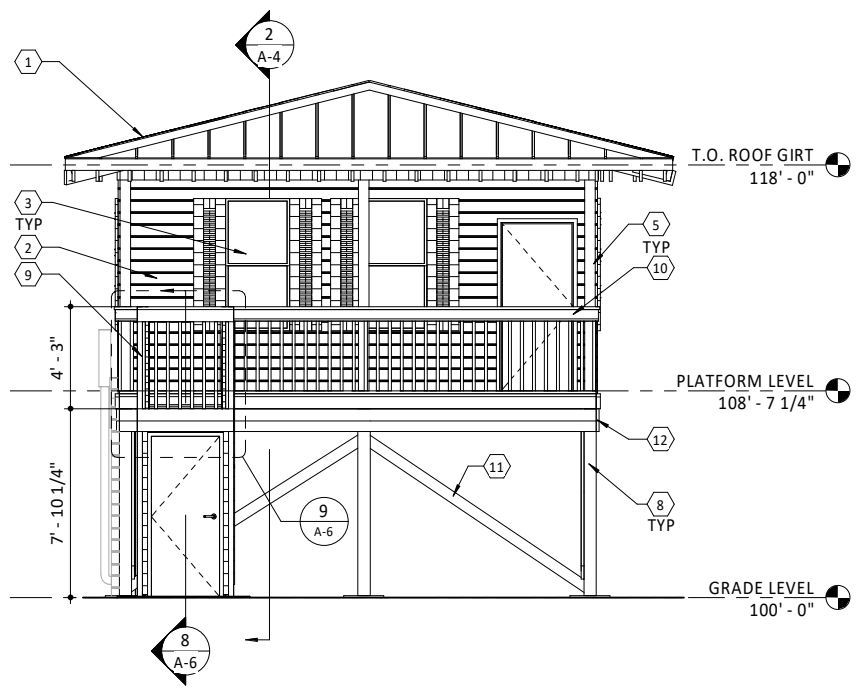 2
A-4
1
T.O. ROOF GIRT
118' - 0"
3
TYP
2
9
5
TYP
10
4' - 3"
PLATFORM LEVEL
108' - 7 1/4"
12
11
7' - 10 1/4"
9
A-6
8
TYP
GRADE LEVEL
100' - 0"
8
A-6